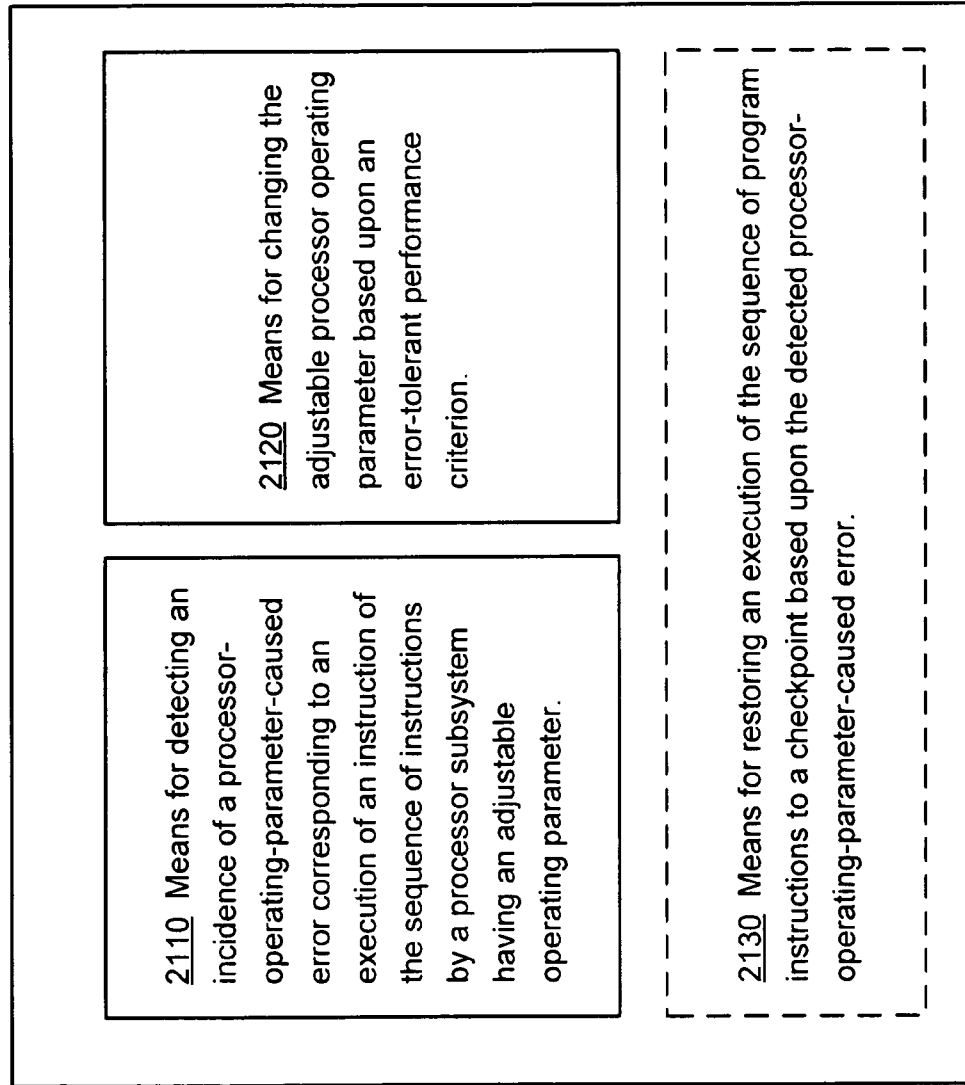 2110 Means for detecting an
incidence of a processor-
operating-parameter-caused
error corresponding to an
execution of an instruction of
the sequence of instructions
by a processor subsystem
having an adjustable
operating parameter.
2120 Means for changing the
adjustable processor operating
parameter based upon an
error-tolerant performance
criterion.
2130 Means for restoring an execution of the sequence of program
instructions to a checkpoint based upon the detected processor-
operating-parameter-caused error.